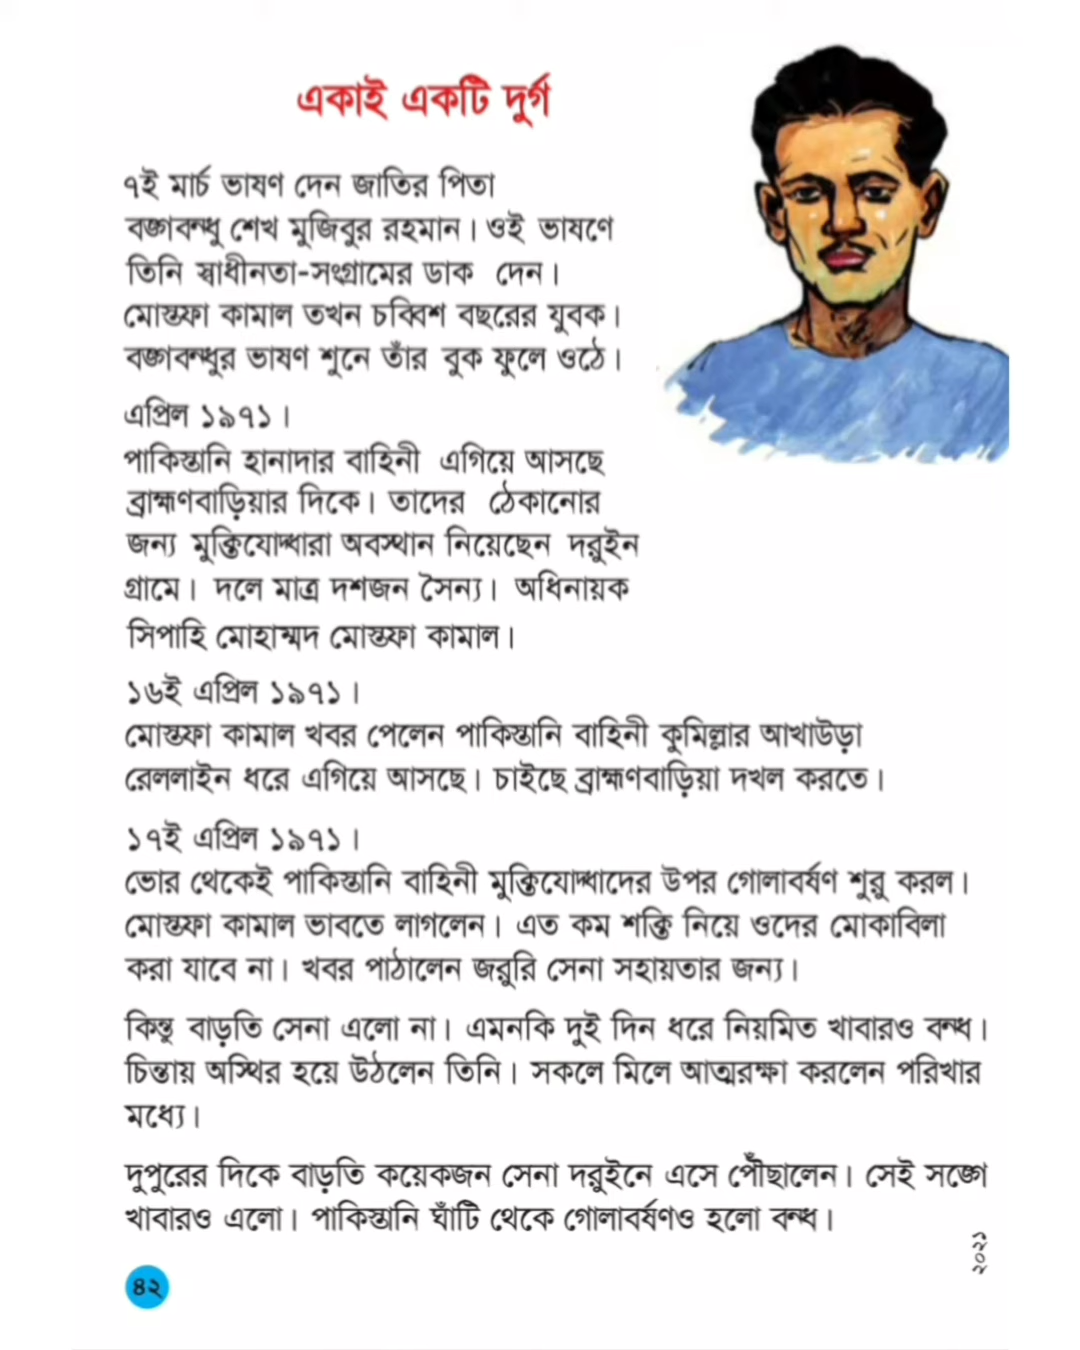 একাই একটি দুর্গ
৭ই মার্চ ভাষণ দেন জাতির পিতা
বঙ্গবন্ধু শেখ মুজিবুর রহমান। ওই ভাষণে
তিনি স্বাধীনতা-সংগ্রামের ডাক দেন।
মোস্তফা কামাল তখন চব্বিশ বছরের যুবক।
বঙ্গবন্ধুর ভাষণ শুনে তাঁর বুক ফুলে ওঠে।
এপ্রিল ১৯৭১।
পাকিস্তানি হানাদার বাহিনী এগিয়ে আসছে
ব্রাহ্মণবাড়িয়ার দিকে। তাদের ঠেকানোর
জন্য মুক্তিযোদ্ধারা অবস্থান নিয়েছেন দরুইন
গ্রামে। দলে মাত্র দশজন সৈন্য। অধিনায়ক
সিপাহি মোহাম্মদ মোস্তফা কামাল।
১৬ই এপ্রিল ১৯৭১।
মোস্তফা কামাল খবর পেলেন পাকিস্তানি বাহিনী কুমিল্লার আখাউড়া
রেললাইন ধরে এগিয়ে আসছে। চাইছে ব্রাহ্মণবাড়িয়া দখল করতে।
১৭ই এপ্রিল ১৯৭১।
ভোর থেকেই পাকিস্তানি বাহিনী মুক্তিযোদ্ধাদের উপর গোলাবর্ষণ শুরু করল।
মোস্তফা কামাল ভাবতে লাগলেন। এত কম শক্তি নিয়ে ওদের মোকাবিলা
করা যাবে না। খবর পাঠালেন জরুরি সেনা সহায়তার জন্য।
কিন্তু বাড়তি সেনা এলো না। এমনকি দুই দিন ধরে নিয়মিত খাবারও বন্ধ।
চিন্তায় অস্থির হয়ে উঠলেন তিনি। সকলে মিলে আত্মরক্ষা করলেন পরিখার
মধ্যে।
দুপুরের দিকে বাড়তি কয়েকজন সেনা দরুইনে এসে পৌঁছালেন। সেই সঙ্গে
খাবারও এলো। পাকিস্তানি ঘাঁটি থেকে গোলাবর্ষণও হলো বন্ধ।
২০২১
৪২